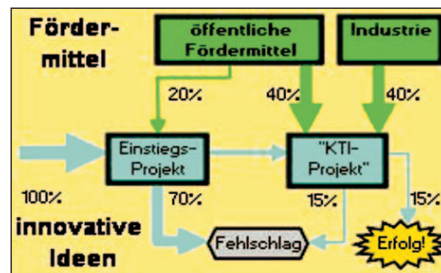 Förder-
mittel
öffentliche
Fördermittel
Industrie
20%
40%
40%
Einstiegs-
Projekt
"KTI-
Projekt"
100%
70%
15%
15%
innovative
Ideen
Fehlschlag
Erfolg!